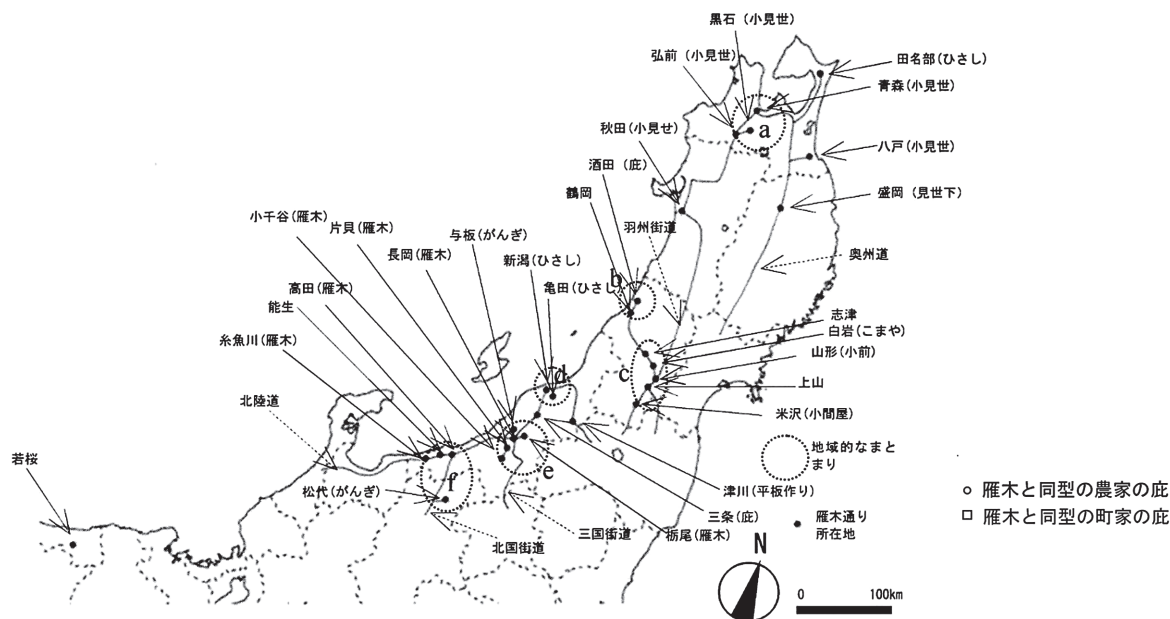 黒石 (小見世)
弘前 (小見世)
田名部(ひさし)
青森(小見世)
a
秋田(小見せ)
八戸(小見世)
酒田 (庇)
鶴岡
盛岡 (見世下)
小千谷(雁木)
片貝(雁木)
与板(がんぎ)
羽州街道
長岡(雁木)
新潟(ひさし)
奥州道
b
高田(雁木)
亀田(ひさし)
志津
能生
白岩(こまや)
糸魚川(雁木)
山形(小前)
c
d
上山
北陸道
米沢(小間屋)
地域的なまと
まり
若桜
e
f
松代(がんぎ)
津川(平板作り)
三条(庇)
雁木通り
所在地
栃尾(雁木)
三国街道
北国街道
○ 雁木と同型の農家の庇
□ 雁木と同型の町家の庇
N
0 100km